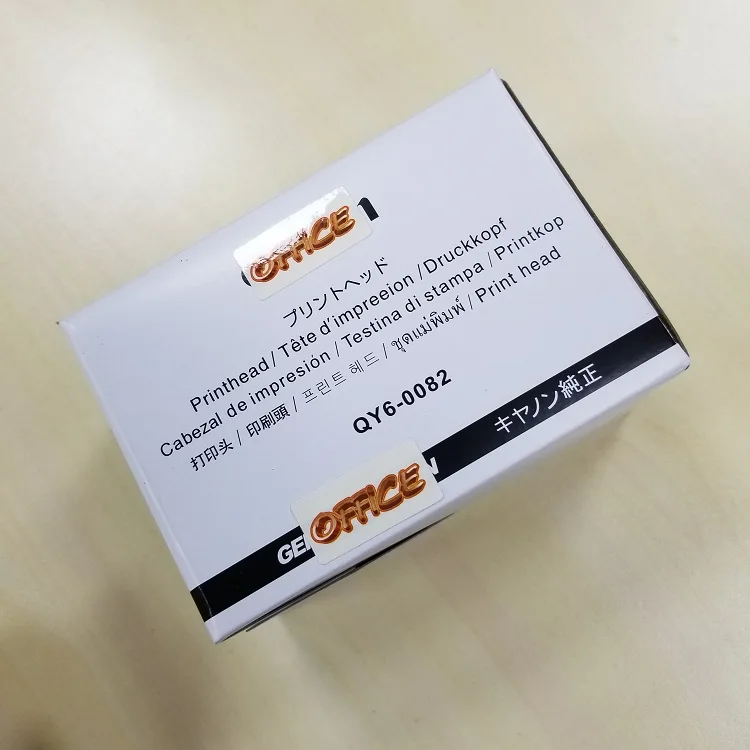 OFFICE
プリントヘッド
Printhead / Tête d'impreeion / Druckkopf
Cabezal de impresión / Testina di stampa / Printkop
打印头 / 印刷頭 / 프린트 헤드 / ชุดแม่พิมพ์ / Print head
QY6-0082
OFFICE
キヤノン純正